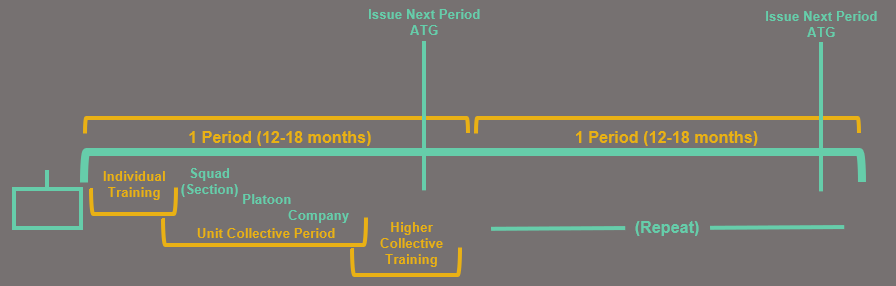 Issue Next Period
ATG
Issue Next Period
ATG
1 Period (12-18 months)
1 Period (12-18 months)
Individual
Training
Squad
(Section)
Platoon
Company
Unit Collective Period
Higher
Collective
Training
(Repeat)